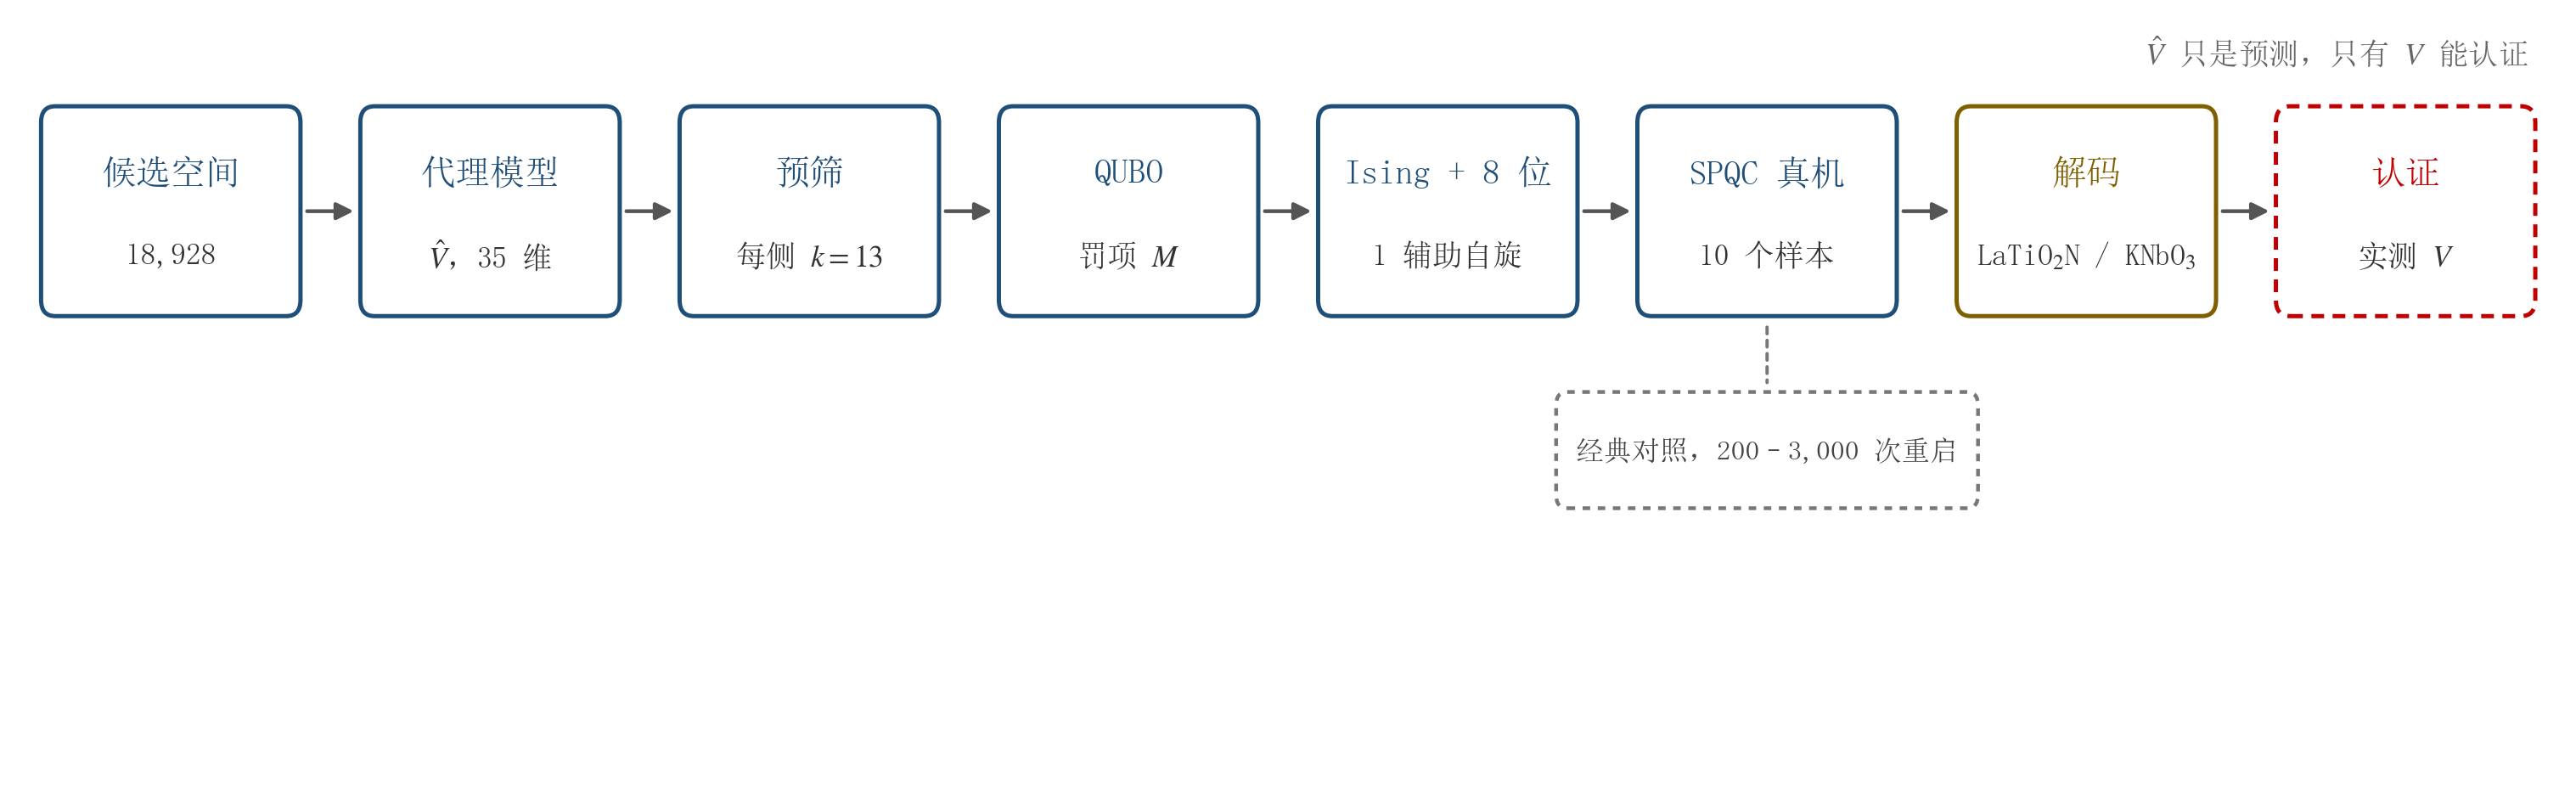 V̂ 只是预测，只有 V 能认证
候选空间
18,928
代理模型
V̂，35 维
预筛
每侧 k=13
QUBO
罚项 M
Ising + 8 位
1 辅助自旋
SPQC 真机
10 个样本
解码
LaTiO₂N / KNbO₃
认证
实测 V
经典对照，200–3,000 次重启